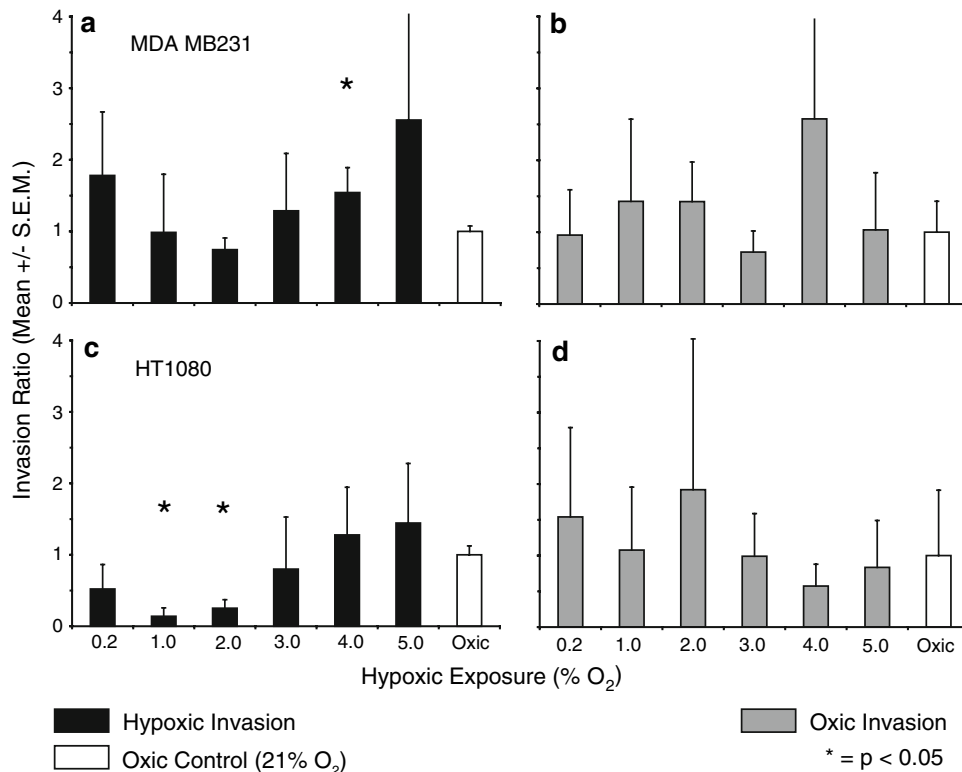 a
MDA MB231
*
4
3
2
1
0
b
c
HT1080
* *
4
3
2
1
0
d
Invasion Ratio (Mean +/- S.E.M.)
0.2 1.0 2.0 3.0 4.0 5.0 Oxic
0.2 1.0 2.0 3.0 4.0 5.0 Oxic
Hypoxic Exposure (% O2)
Hypoxic Invasion
Oxic Control (21% O2)
Oxic Invasion
* = p < 0.05